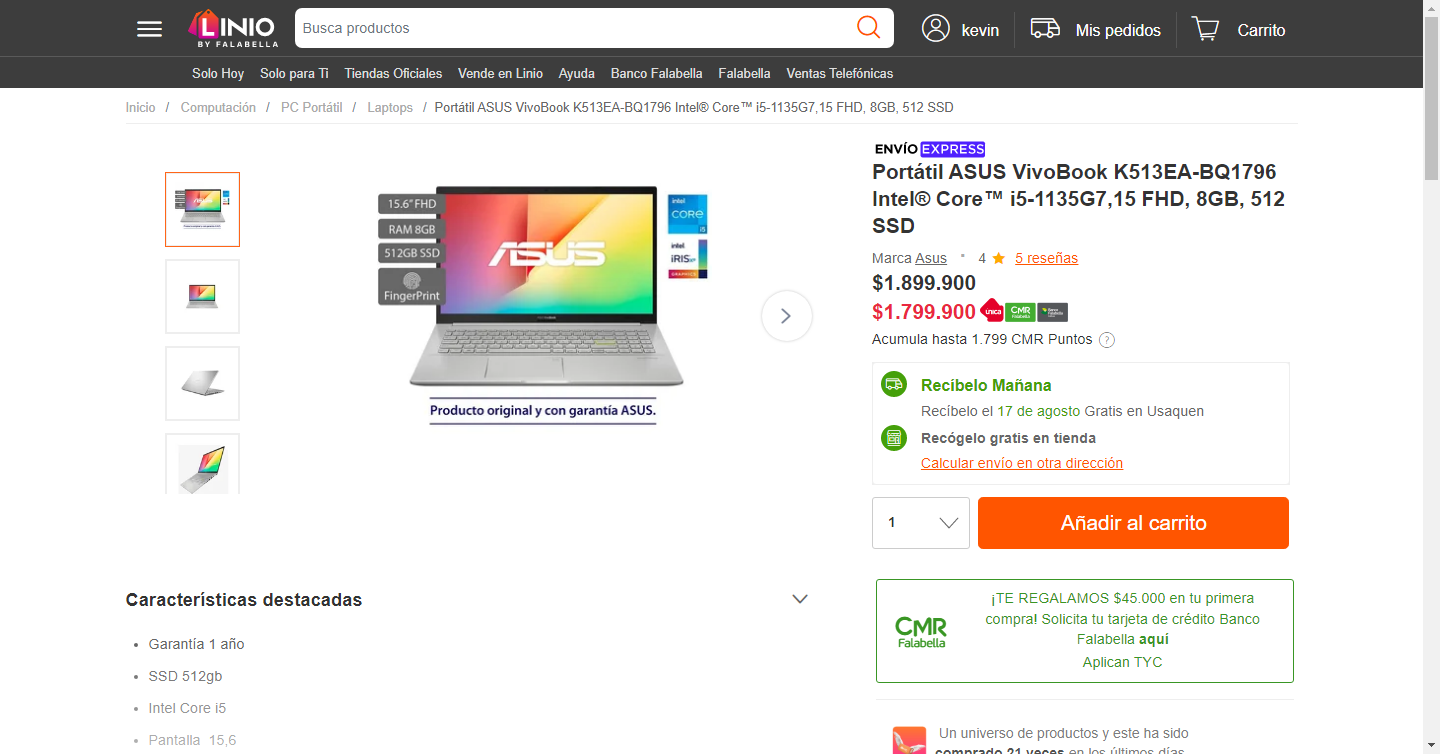 LINIO
BY FALABELLA
Busca productos
kevin
Mis pedidos
Carrito
Solo Hoy
Solo para Ti
Tiendas Oficiales
Vende en Linio
Ayuda
Banco Falabella
Falabella
Ventas Telefónicas
Inicio / Computación / PC Portátil / Laptops / Portátil ASUS VivoBook K513EA-BQ1796 Intel® Core™ i5-1135G7,15 FHD, 8GB, 512 SSD
15.6” FHD
RAM 8GB
512GB SSD
FingerPrint
ASUS
intel
CORE
i5
intel
iRIS xe
GRAPHICS
Producto original y con garantía ASUS.
ENVÍO EXPRESS
Portátil ASUS VivoBook K513EA-BQ1796
Intel® Core™ i5-1135G7,15 FHD, 8GB, 512
SSD
Marca Asus
4
5 reseñas
$1.899.900
$1.799.900
unica
CMR
Falabella
Acumula hasta 1.799 CMR Puntos ?
Recíbelo Mañana
Recíbelo el 17 de agosto Gratis en Usaquen
Recógelo gratis en tienda
Calcular envío en otra dirección
1
Añadir al carrito
Características destacadas
• Garantía 1 año
• SSD 512gb
• Intel Core i5
• Pantalla 15,6
CMR
Falabella
¡TE REGALAMOS $45.000 en tu primera
compra! Solicita tu tarjeta de crédito Banco
Falabella aquí
Aplican TYC
Un universo de productos y este ha sido
comprado 21 veces en los últimos días